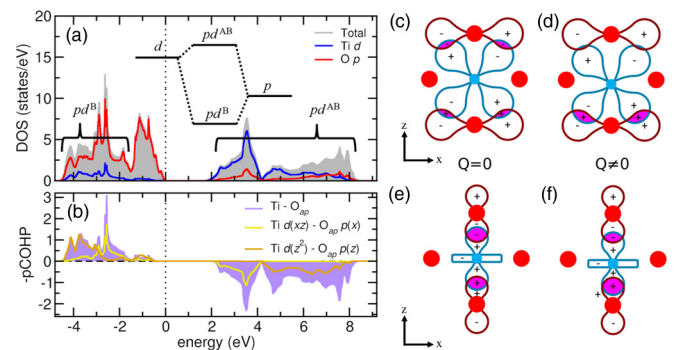 (a)
DOS (states/eV)
20
15
10
5
0
d
pd^AB
pd^B
p
Total
Ti d
O p
pd^B
pd^AB
(b)
-pCOHP
3
2
1
0
-1
-2
Ti - O_ap
Ti d(xz) - O_ap p(x)
Ti d(z²) - O_ap p(z)
-4 -2 0 2 4 6 8
energy (eV)
(c)
- - + +
+ + - -
z
x
Q=0
(d)
- - + +
+ + + -
Q≠0
(e)
- + - + + -
z
x
(f)
- + - + + + -